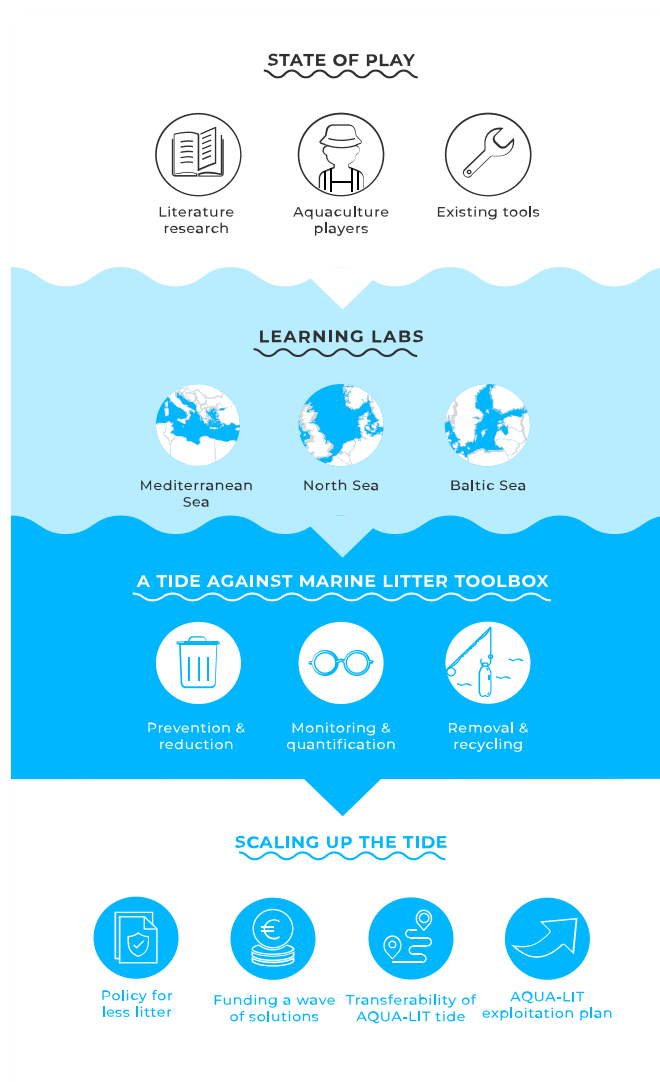 STATE OF PLAY
Literature
research
Aquaculture
players
Existing tools
LEARNING LABS
Mediterranean
Sea
North Sea
Baltic Sea
A TIDE AGAINST MARINE LITTER TOOLBOX
Prevention &
reduction
Monitoring &
quantification
Removal &
recycling
SCALING UP THE TIDE
€
Policy for
less litter
Funding a wave
of solutions
Transferability of
AQUA-LIT tide
AQUA-LIT
exploitation plan